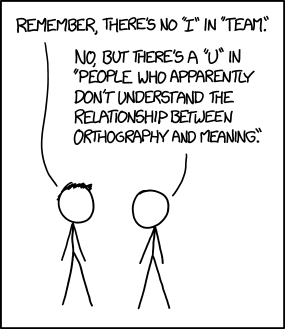 REMEMBER, THERE'S NO "I" IN "TEAM."
NO, BUT THERE'S A "U" IN
"PEOPLE WHO APPARENTLY
DON'T UNDERSTAND THE
RELATIONSHIP BETWEEN
ORTHOGRAPHY AND MEANING."